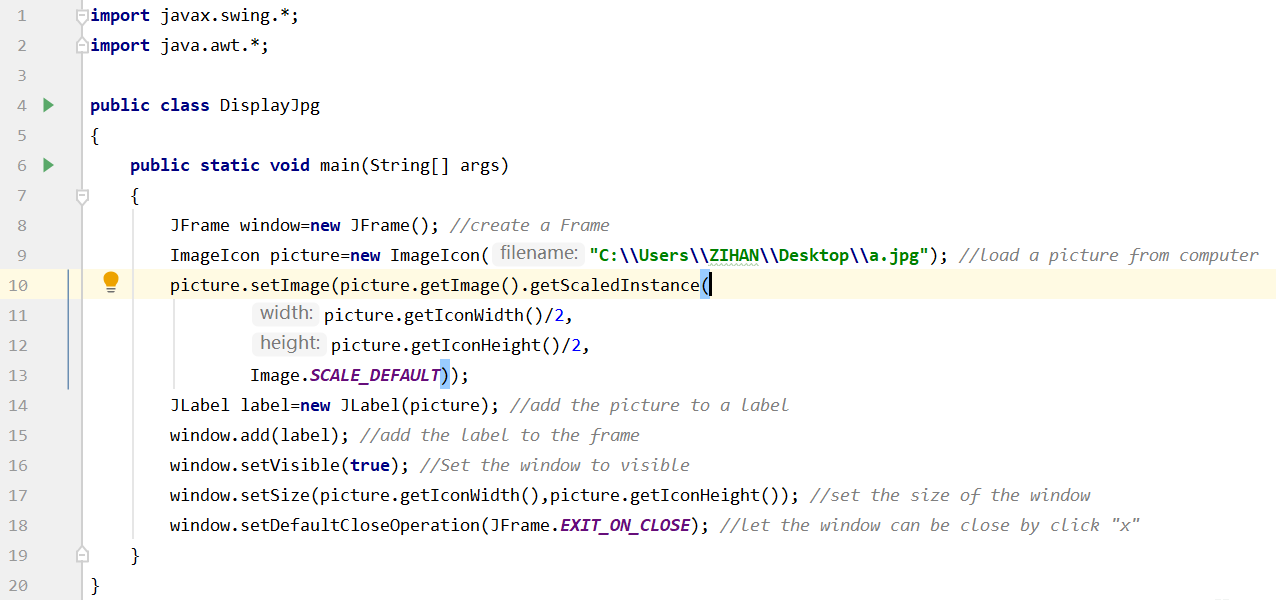 1 import javax.swing.*;
2 import java.awt.*;
3
4 public class DisplayJpg
5 {
6 public static void main(String[] args)
7 {
8 JFrame window=new JFrame(); //create a Frame
9 ImageIcon picture=new ImageIcon( filename: "C:\\Users\\ZIHAN\\Desktop\\a.jpg"); //load a picture from computer
10 picture.setImage(picture.getImage().getScaledInstance(
11 width: picture.getIconWidth()/2,
12 height: picture.getIconHeight()/2,
13 Image.SCALE_DEFAULT));
14 JLabel label=new JLabel(picture); //add the picture to a label
15 window.add(label); //add the label to the frame
16 window.setVisible(true); //Set the window to visible
17 window.setSize(picture.getIconWidth(),picture.getIconHeight()); //set the size of the window
18 window.setDefaultCloseOperation(JFrame.EXIT_ON_CLOSE); //let the window can be close by click "x"
19 }
20 }